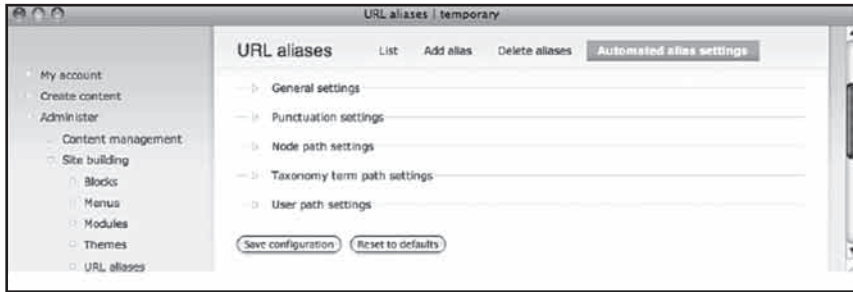 URL aliases | temporary
URL aliases List Add alias Delete aliases Automated alias settings
My account
Create content
Administer
Content management
Site building
Blocks
Menus
Modules
Themes
URL aliases
General settings
Punctuation settings
Node path settings
Taxonomy term path settings
User path settings
Save configuration Reset to defaults